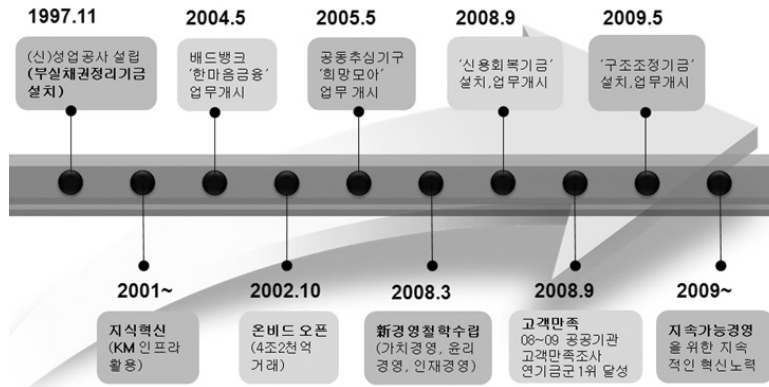 1997.11
2004.5
2005.5
2008.9
2009.5
(신)성업공사 설립
(부실채권정리기금
설치)
배드뱅크
‘한마음금융’
업무개시
공동추심기구
‘희망모아’
업무 개시
‘신용회복기금’
설치,업무개시
‘구조조정기금’
설치,업무개시
2001~
2002.10
2008.3
2008.9
2009~
지식혁신
(KM 인프라
활용)
온비드 오픈
(4조2천억
거래)
新경영철학수립
(가치경영, 윤리
경영, 인재경영)
고객만족
08~09 공공기관
고객만족조사
연기금군 1위 달성
지속가능경영
을 위한 지속
적인 혁신노력